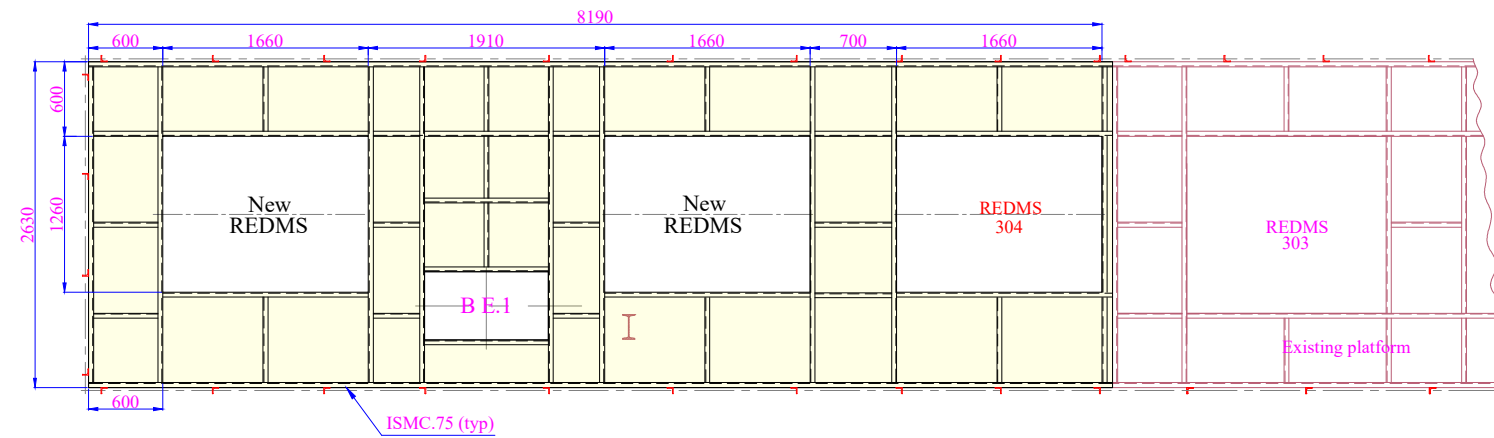 8190
600
1660
1910
1660
700
1660
600
1260
2630
New
REDMS
New
REDMS
REDMS
304
REDMS
303
B E.1
Existing platform
600
ISMC.75 (typ)